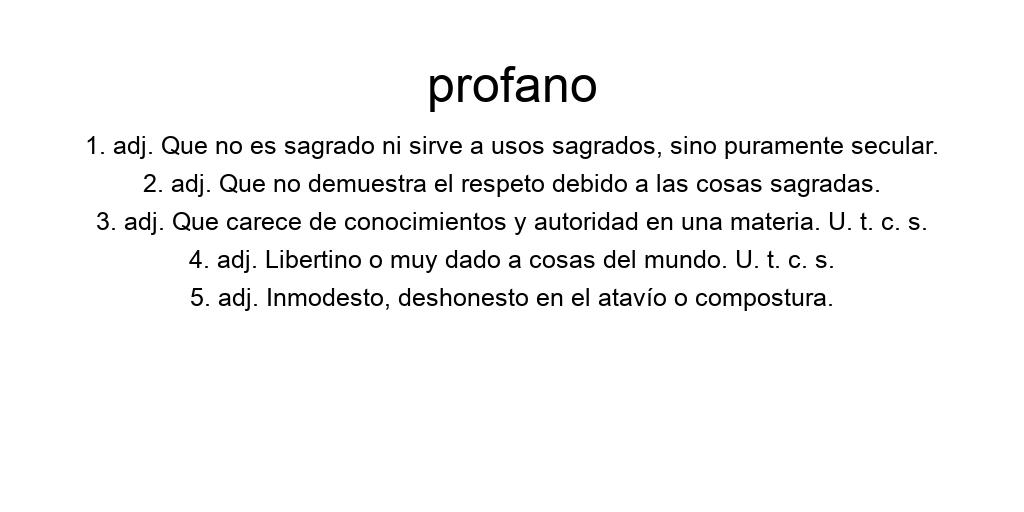 profano
1. adj. Que no es sagrado ni sirve a usos sagrados, sino puramente secular.
2. adj. Que no demuestra el respeto debido a las cosas sagradas.
3. adj. Que carece de conocimientos y autoridad en una materia. U. t. c. s.
4. adj. Libertino o muy dado a cosas del mundo. U. t. c. s.
5. adj. Inmodesto, deshonesto en el atavío o compostura.